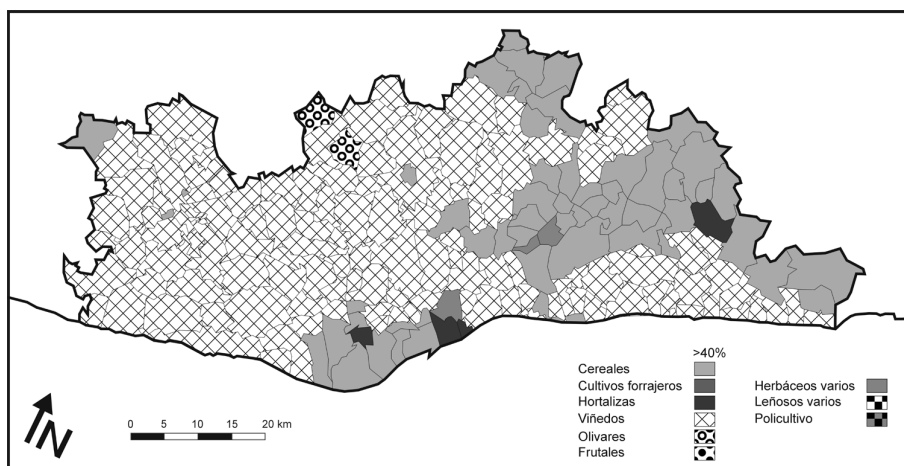 >40%
Cereales
Cultivos forrajeros
Hortalizas
Viñedos
Olivares
Frutales
Herbáceos varios
Leñosos varios
Policultivo
N
0 5 10 15 20 km